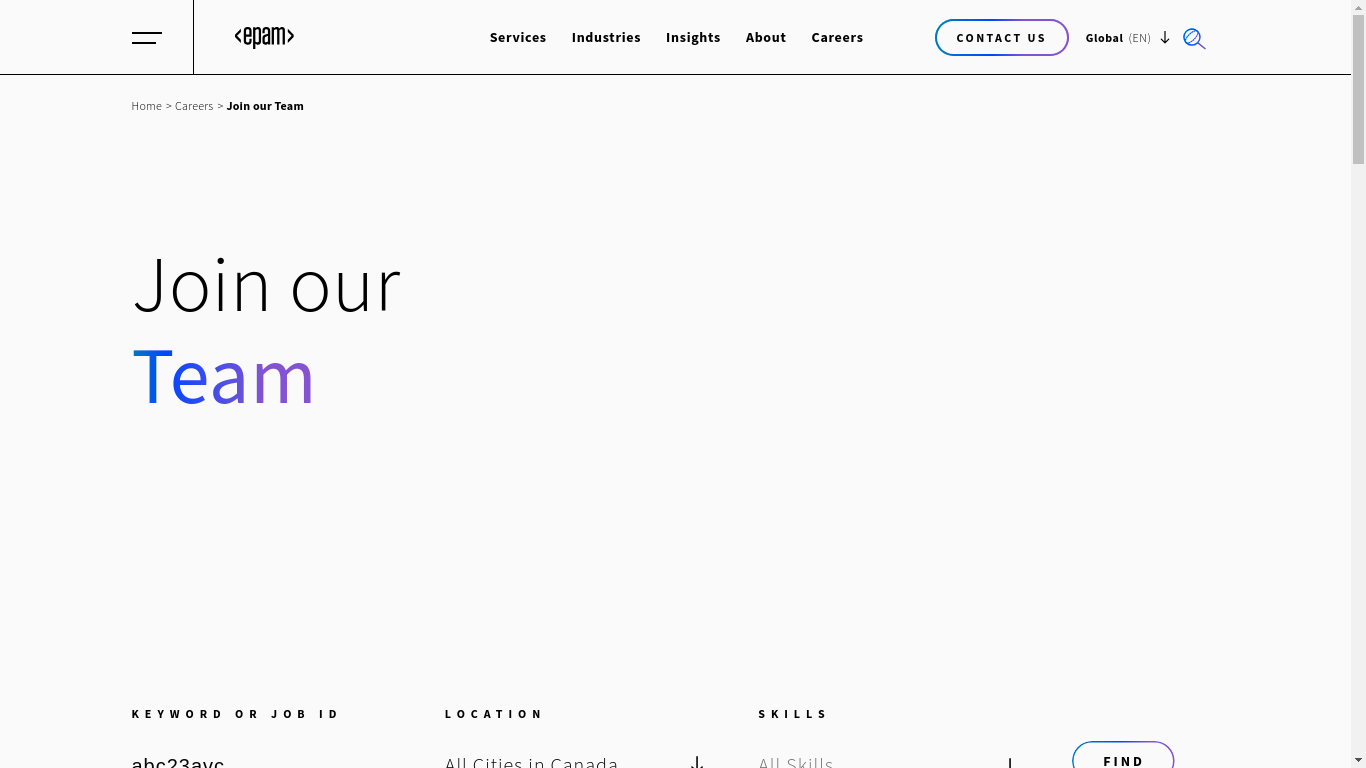 <epam>
Services Industries Insights About Careers
CONTACT US
Global (EN)
Home > Careers > Join our Team
Join our
Team
KEYWORD OR JOB ID LOCATION SKILLS
abc23avc All Cities in Canada All Skills FIND